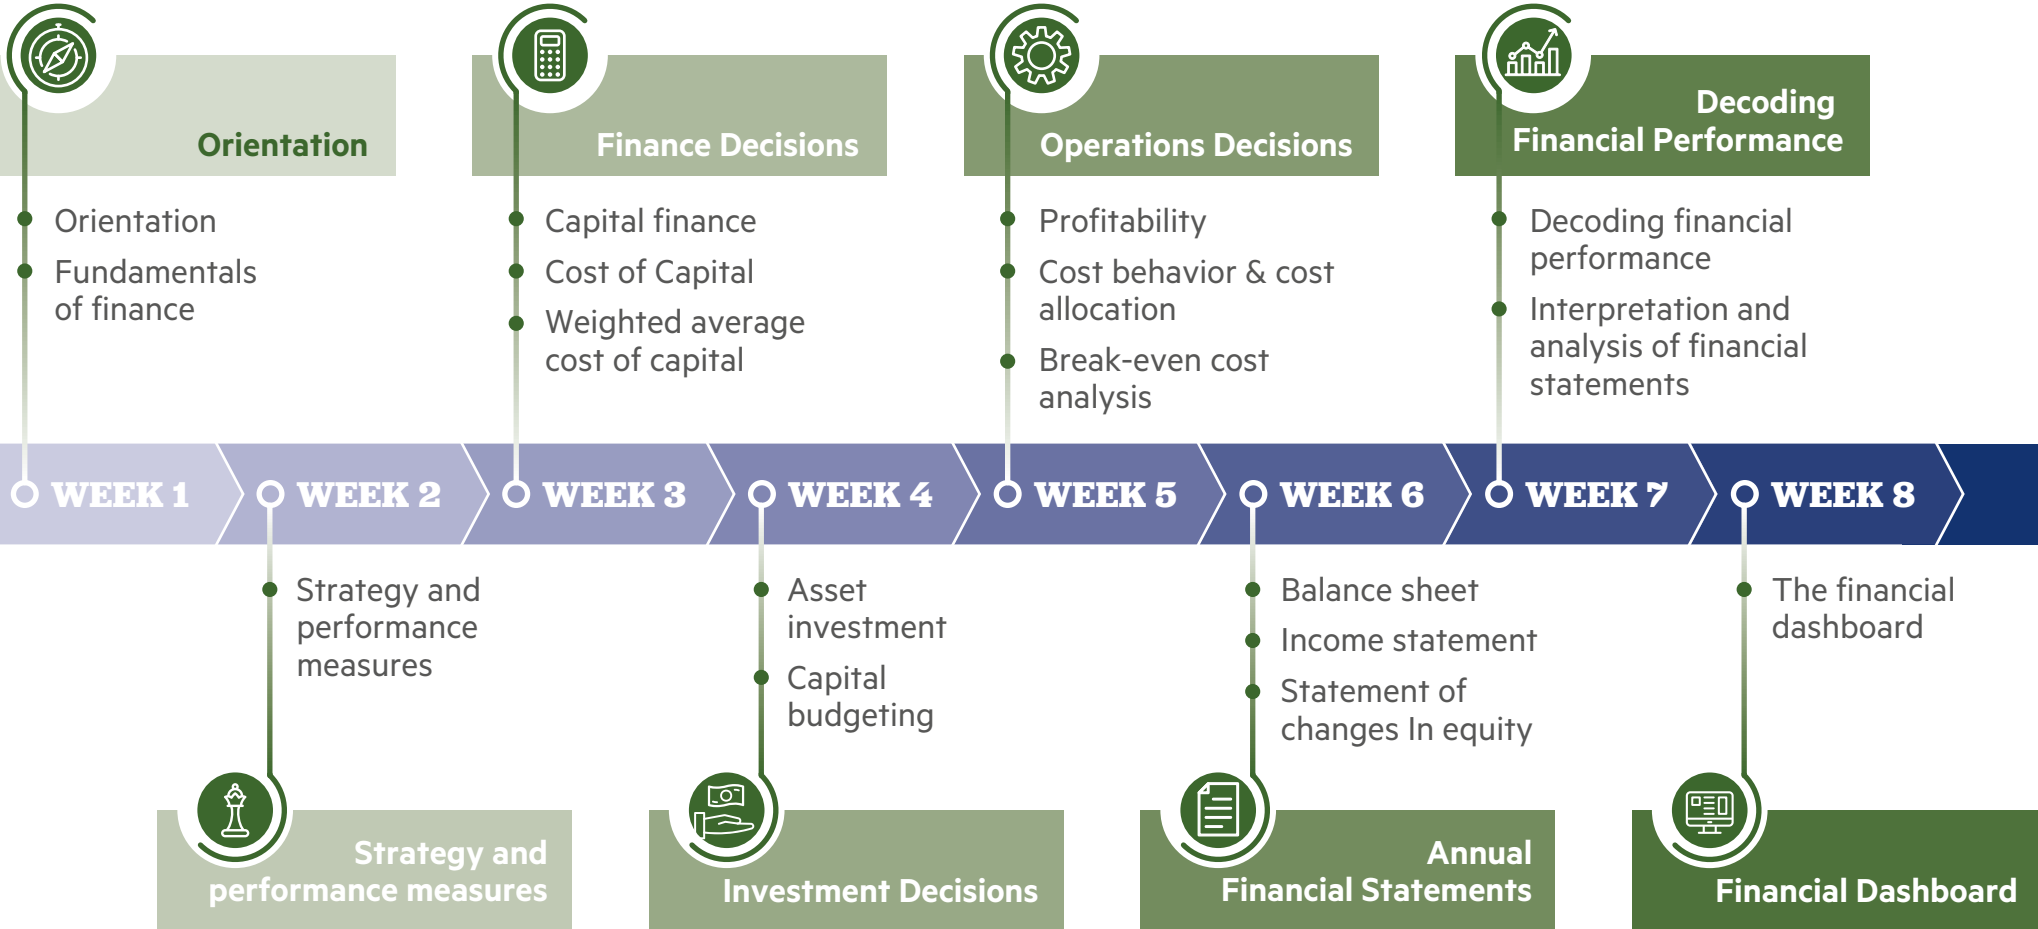 Orientation
Orientation
Fundamentals
of finance
Finance Decisions
Capital finance
Cost of Capital
Weighted average
cost of capital
Operations Decisions
Profitability
Cost behavior & cost
allocation
Break-even cost
analysis
Decoding
Financial Performance
Decoding financial
performance
Interpretation and
analysis of financial
statements
WEEK 1
WEEK 2
WEEK 3
WEEK 4
WEEK 5
WEEK 6
WEEK 7
WEEK 8
Strategy and
performance
measures
Strategy and
performance measures
Asset
investment
Capital
budgeting
Investment Decisions
Balance sheet
Income statement
Statement of
changes In equity
Annual
Financial Statements
The financial
dashboard
Financial Dashboard